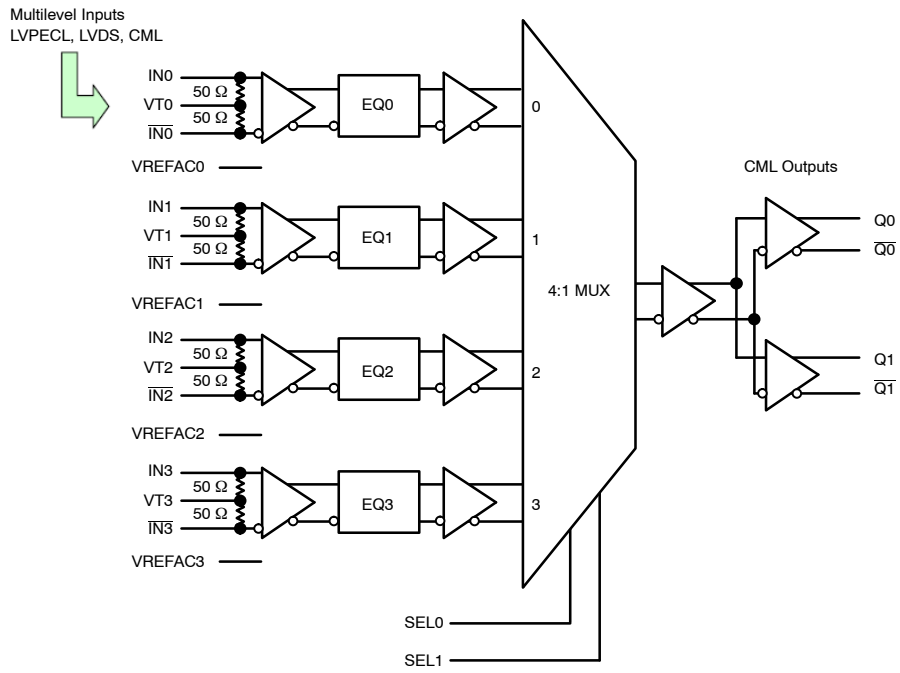 Multilevel Inputs
LVPECL, LVDS, CML
IN0
50 Ω
VT0
50 Ω
IN0
EQ0
0
VREFAC0
CML Outputs
IN1
50 Ω
VT1
50 Ω
IN1
EQ1
1
Q0
Q0
4:1 MUX
VREFAC1
IN2
50 Ω
VT2
50 Ω
IN2
EQ2
2
Q1
Q1
VREFAC2
IN3
50 Ω
VT3
50 Ω
IN3
EQ3
3
VREFAC3
SEL0
SEL1